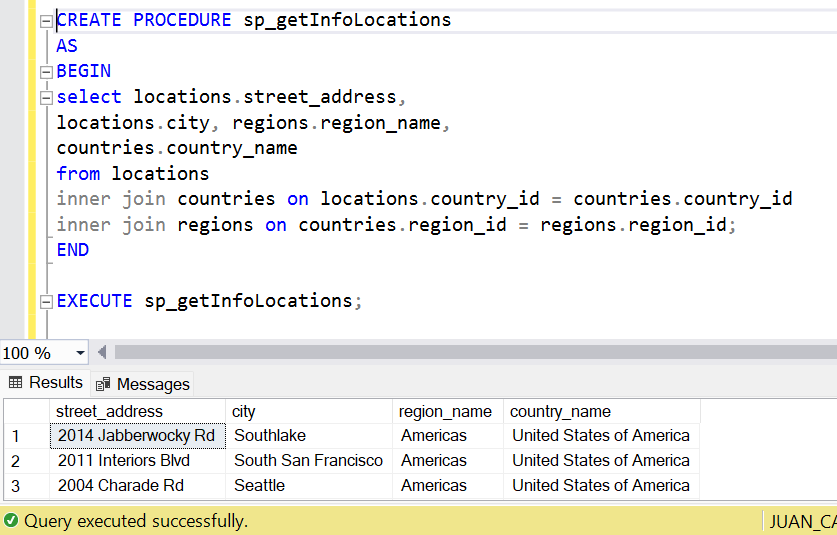 CREATE PROCEDURE sp_getInfoLocations
AS
BEGIN
select locations.street_address,
locations.city, regions.region_name,
countries.country_name
from locations
inner join countries on locations.country_id = countries.country_id
inner join regions on countries.region_id = regions.region_id;
END
EXECUTE sp_getInfoLocations;
100 %
Results Messages
street_address city region_name country_name
1 2014 Jabberwocky Rd Southlake Americas United States of America
2 2011 Interiors Blvd South San Francisco Americas United States of America
3 2004 Charade Rd Seattle Americas United States of America
Query executed successfully. JUAN_CA